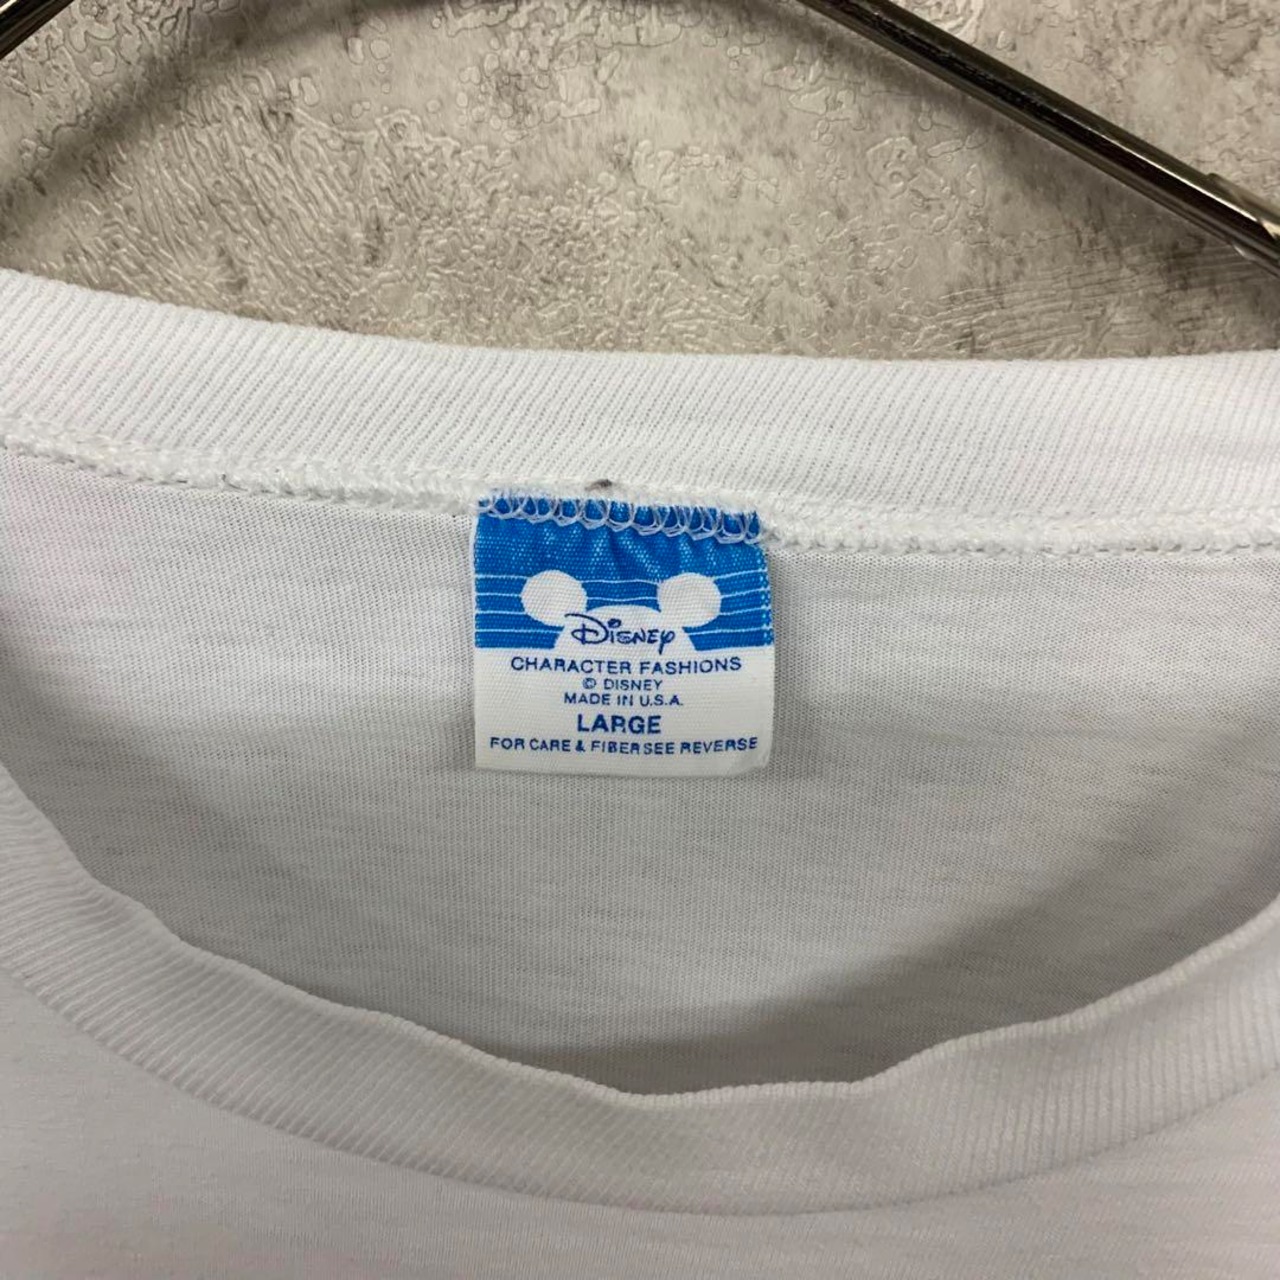 Disney
CHARACTER FASHIONS
© DISNEY
MADE IN U.S.A.
LARGE
FOR CARE & FIBER SEE REVERSE